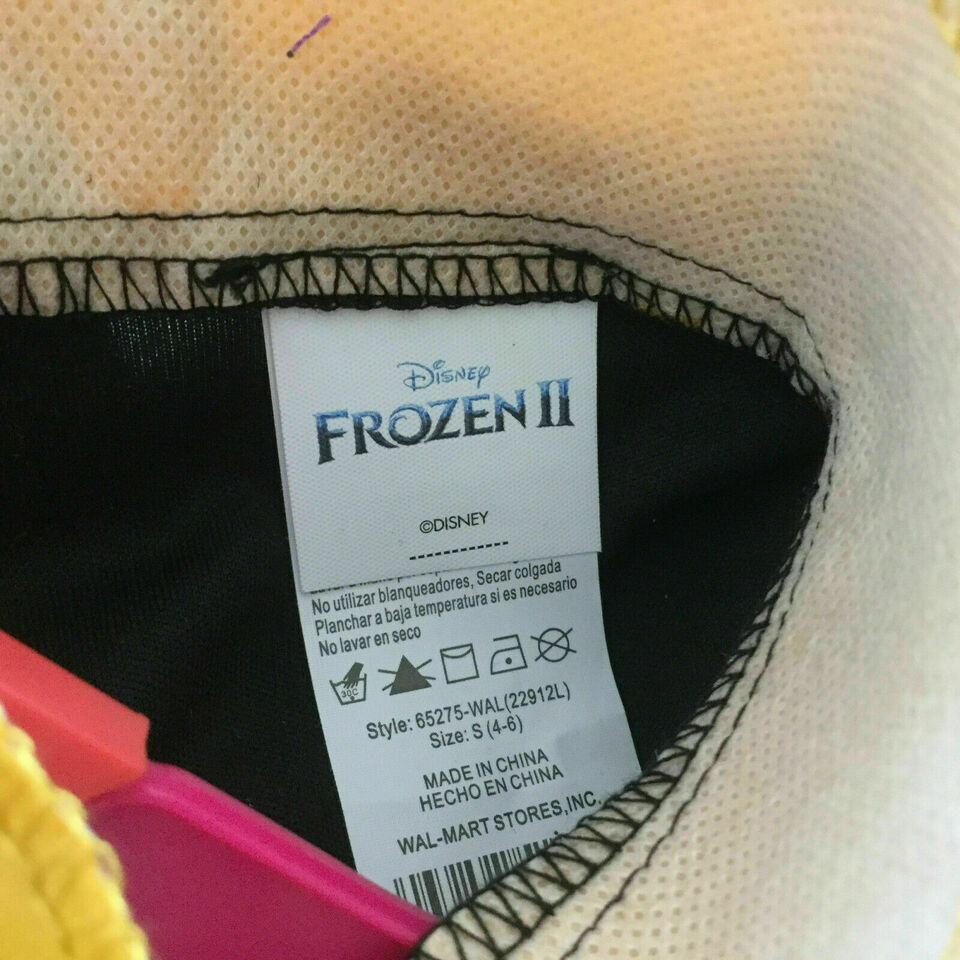 Disney
FROZEN II
©DISNEY
No utilizar blanqueadores, Secar colgada
Planchar a baja temperatura si es necesario
No lavar en seco
30C
Style: 65275-WAL(22912L)
Size: S (4-6)
MADE IN CHINA
HECHO EN CHINA
WAL-MART STORES,INC.